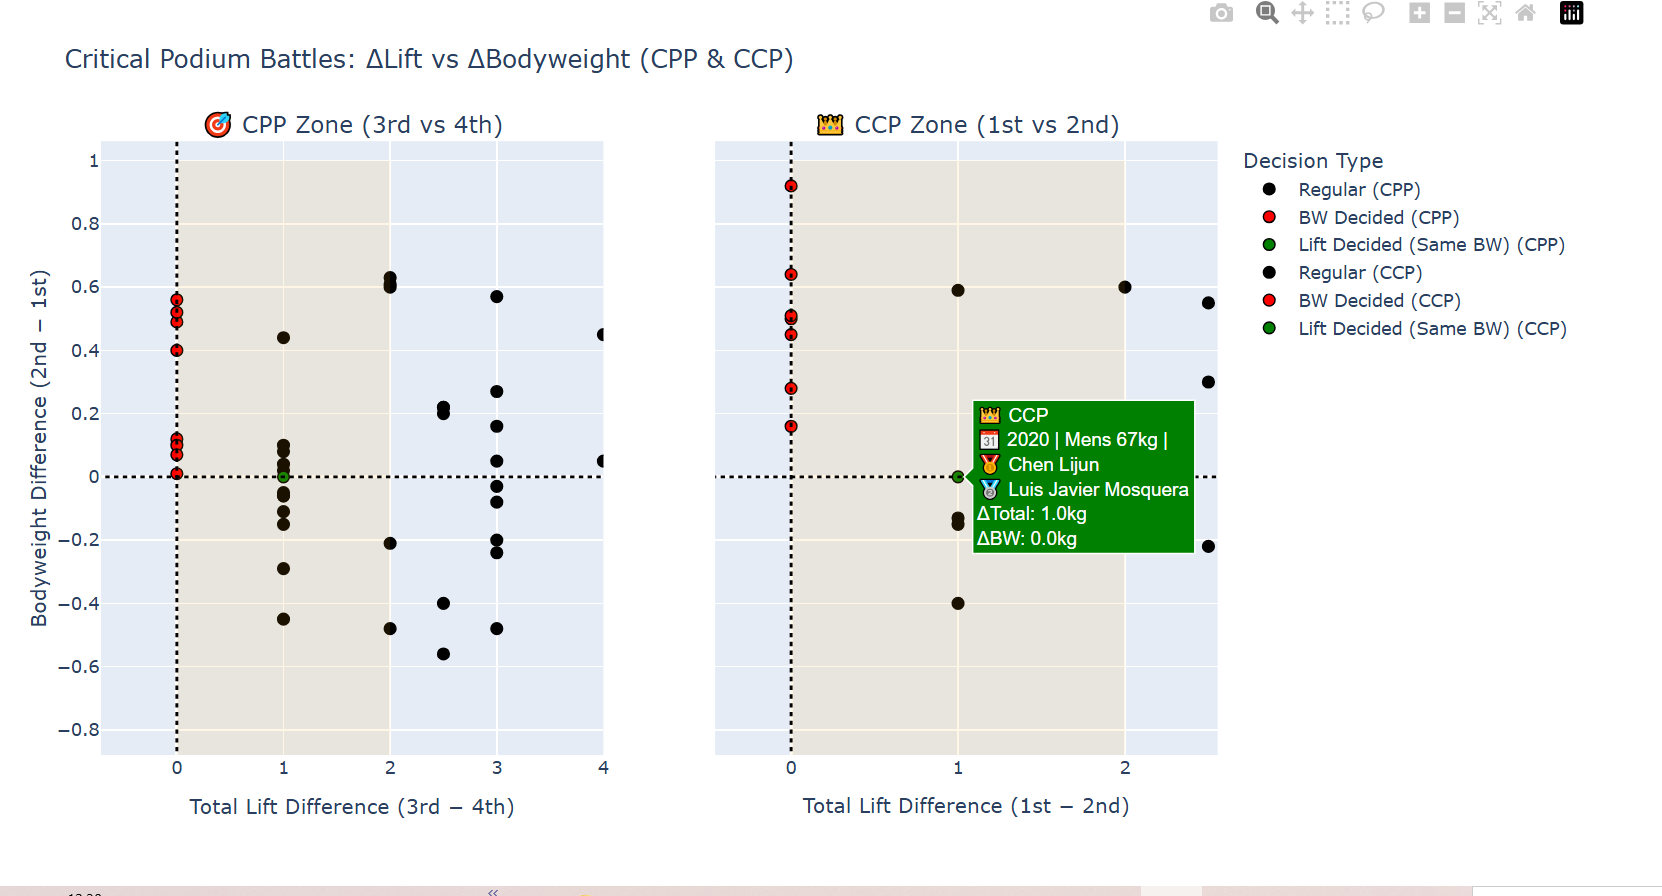 Critical Podium Battles: ΔLift vs ΔBodyweight (CPP & CCP)
🎯 CPP Zone (3rd vs 4th)
👑 CCP Zone (1st vs 2nd)
Bodyweight Difference (2nd − 1st)
1
0.8
0.6
0.4
0.2
0
−0.2
−0.4
−0.6
−0.8
0 1 2 3 4
Total Lift Difference (3rd − 4th)
👑 CCP
📅 2020 | Mens 67kg |
🥇 Chen Lijun
🥈 Luis Javier Mosquera
ΔTotal: 1.0kg
ΔBW: 0.0kg
0 1 2
Total Lift Difference (1st − 2nd)
Decision Type
Regular (CPP)
BW Decided (CPP)
Lift Decided (Same BW) (CPP)
Regular (CCP)
BW Decided (CCP)
Lift Decided (Same BW) (CCP)